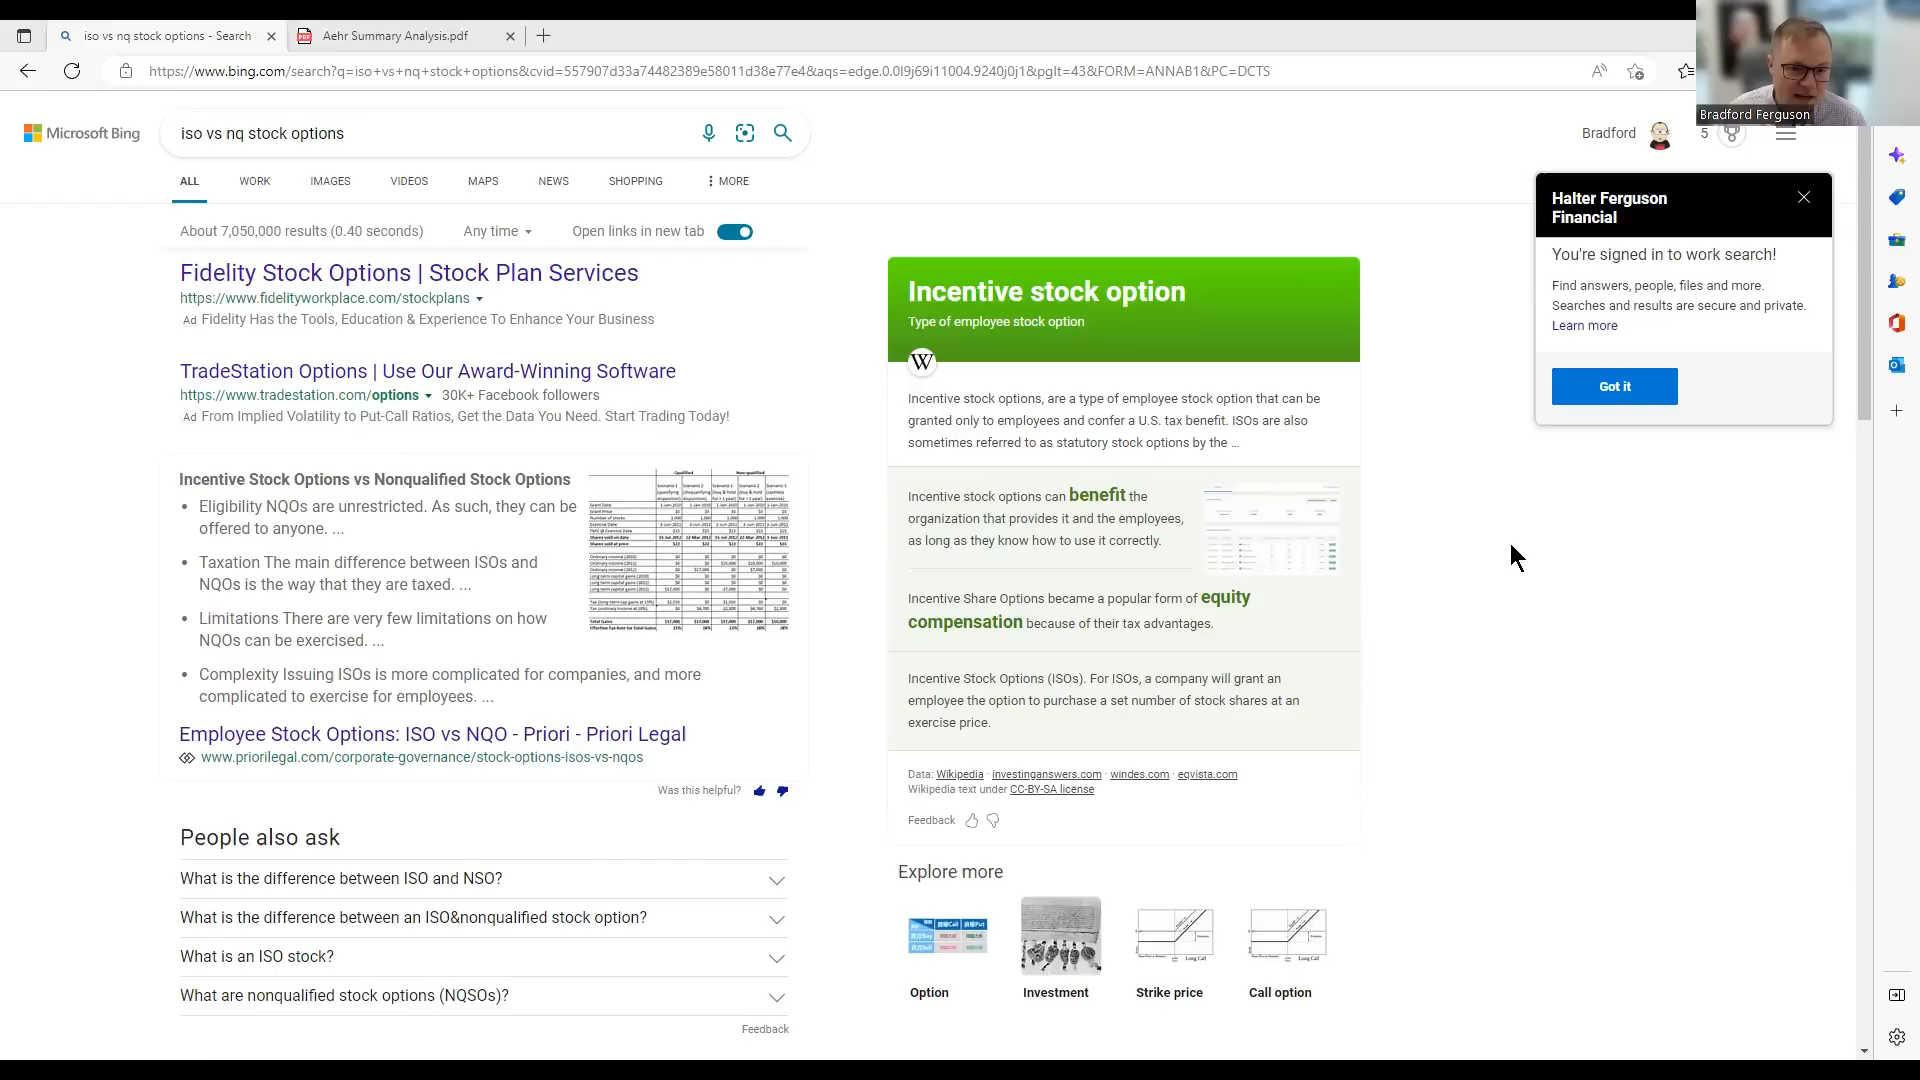 iso vs nq stock options - Search
Aehr Summary Analysis.pdf
https://www.bing.com/search?q=iso+vs+nq+stock+options&cvid=557907d33a74482389e58011d38e77e4&aqs=edge.0.0l9j69i11004.9240j0j1&pglt=43&FORM=ANNAB1&PC=DCTS
Bradford Ferguson
Microsoft Bing
iso vs nq stock options
Bradford
5
ALL
WORK
IMAGES
VIDEOS
MAPS
NEWS
SHOPPING
MORE
Halter Ferguson
Financial
You're signed in to work search!
Find answers, people, files and more.
Searches and results are secure and private.
Learn more
Got it
About 7,050,000 results (0.40 seconds)
Any time
Open links in new tab
Fidelity Stock Options | Stock Plan Services
https://www.fidelityworkplace.com/stockplans
Ad Fidelity Has the Tools, Education & Experience To Enhance Your Business
TradeStation Options | Use Our Award-Winning Software
https://www.tradestation.com/options 30K+ Facebook followers
Ad From Implied Volatility to Put-Call Ratios, Get the Data You Need. Start Trading Today!
Incentive Stock Options vs Nonqualified Stock Options
Eligibility NQOs are unrestricted. As such, they can be
offered to anyone. ...
Taxation The main difference between ISOs and
NQOs is the way that they are taxed. ...
Limitations There are very few limitations on how
NQOs can be exercised. ...
Complexity Issuing ISOs is more complicated for companies, and more
complicated to exercise for employees. ...
Employee Stock Options: ISO vs NQO - Priori - Priori Legal
www.priorilegal.com/corporate-governance/stock-options-isos-vs-nqos
Was this helpful?
People also ask
What is the difference between ISO and NSO?
What is the difference between an ISO&nonqualified stock option?
What is an ISO stock?
What are nonqualified stock options (NQSOs)?
Feedback
Incentive stock option
Type of employee stock option
W
Incentive stock options, are a type of employee stock option that can be
granted only to employees and confer a U.S. tax benefit. ISOs are also
sometimes referred to as statutory stock options by the ...
Incentive stock options can benefit the
organization that provides it and the employees,
as long as they know how to use it correctly.
Incentive Share Options became a popular form of equity
compensation because of their tax advantages.
Incentive Stock Options (ISOs). For ISOs, a company will grant an
employee the option to purchase a set number of stock shares at an
exercise price.
Data: Wikipedia · investinganswers.com · windes.com · eqvista.com
Wikipedia text under CC-BY-SA license
Feedback
Explore more
Long Call
Long Call
Option
Investment
Strike price
Call option